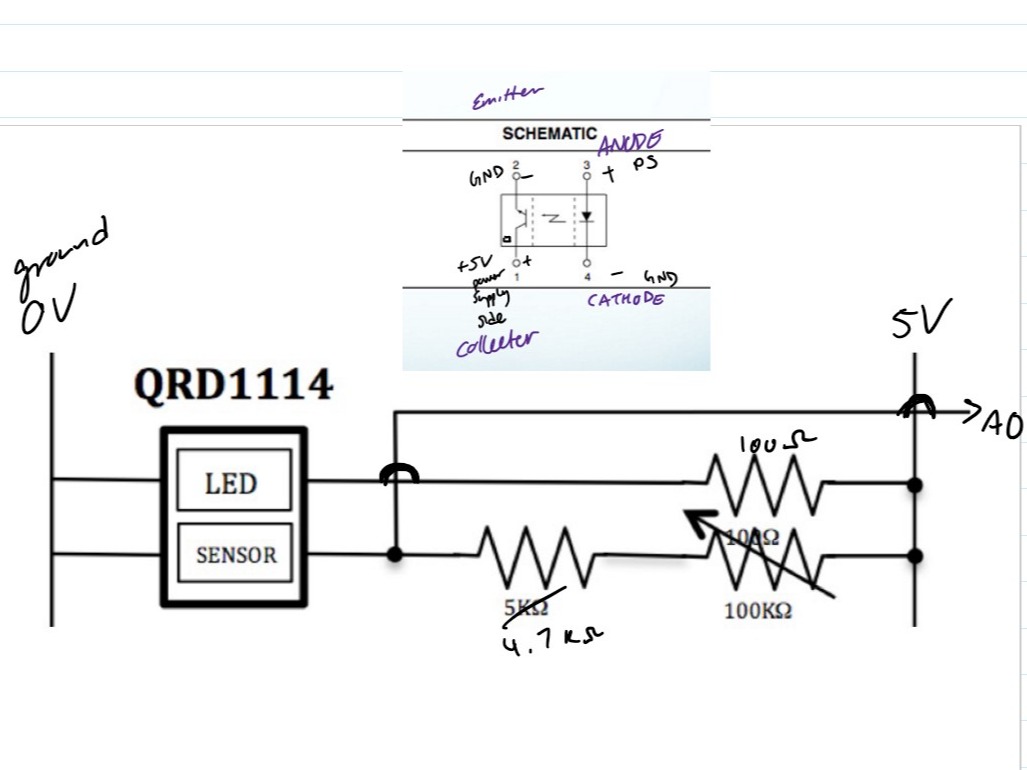 Emitter
SCHEMATIC
ANODE
GND 2 - 3 + PS
+5V + 
power 1 4 - GND
supply
side
CATHODE
Collecter
ground
0V
5V
QRD1114
A0
100Ω
LED
100Ω
SENSOR
5KΩ
100KΩ
4.7KΩ